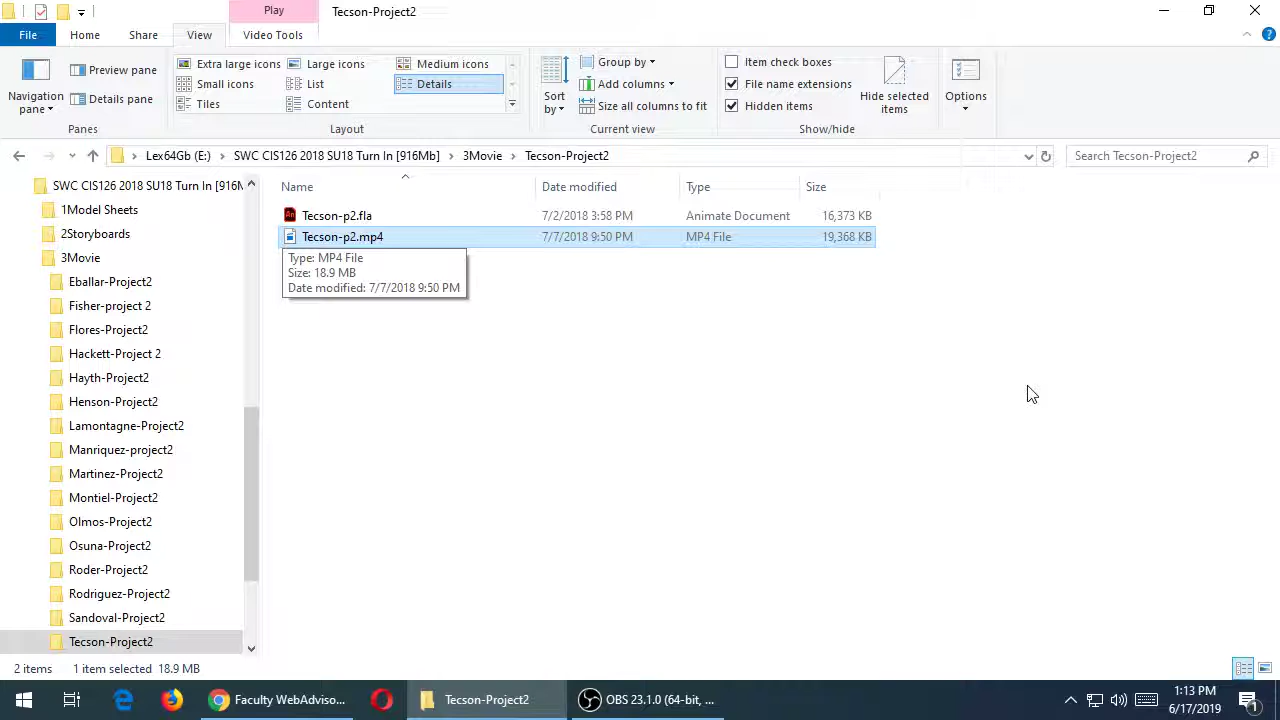 Play
Tecson-Project2
File
Home
Share
View
Video Tools
Navigation pane
Preview pane
Details pane
Panes
Extra large icons
Large icons
Medium icons
Small icons
List
Details
Tiles
Content
Layout
Sort by
Group by
Add columns
Size all columns to fit
Current view
Item check boxes
File name extensions
Hidden items
Hide selected items
Show/hide
Options
Lex64Gb (E:) > SWC CIS126 2018 SU18 Turn In [916Mb] > 3Movie > Tecson-Project2
Search Tecson-Project2
SWC CIS126 2018 SU18 Turn In [916M
1Model Sheets
2Storyboards
3Movie
Eballar-Project2
Fisher-project 2
Flores-Project2
Hackett-Project 2
Hayth-Project2
Henson-Project2
Lamontagne-Project2
Manriquez-project2
Martinez-Project2
Montiel-Project2
Olmos-Project2
Osuna-Project2
Roder-Project2
Rodriguez-Project2
Sandoval-Project2
Tecson-Project2
Name Date modified Type Size
An Tecson-p2.fla 7/2/2018 3:58 PM Animate Document 16,373 KB
Tecson-p2.mp4 7/7/2018 9:50 PM MP4 File 19,368 KB
Type: MP4 File
Size: 18.9 MB
Date modified: 7/7/2018 9:50 PM
2 items 1 item selected 18.9 MB
Faculty WebAdviso...
Tecson-Project2
OBS 23.1.0 (64-bit, ...
1:13 PM
6/17/2019
1